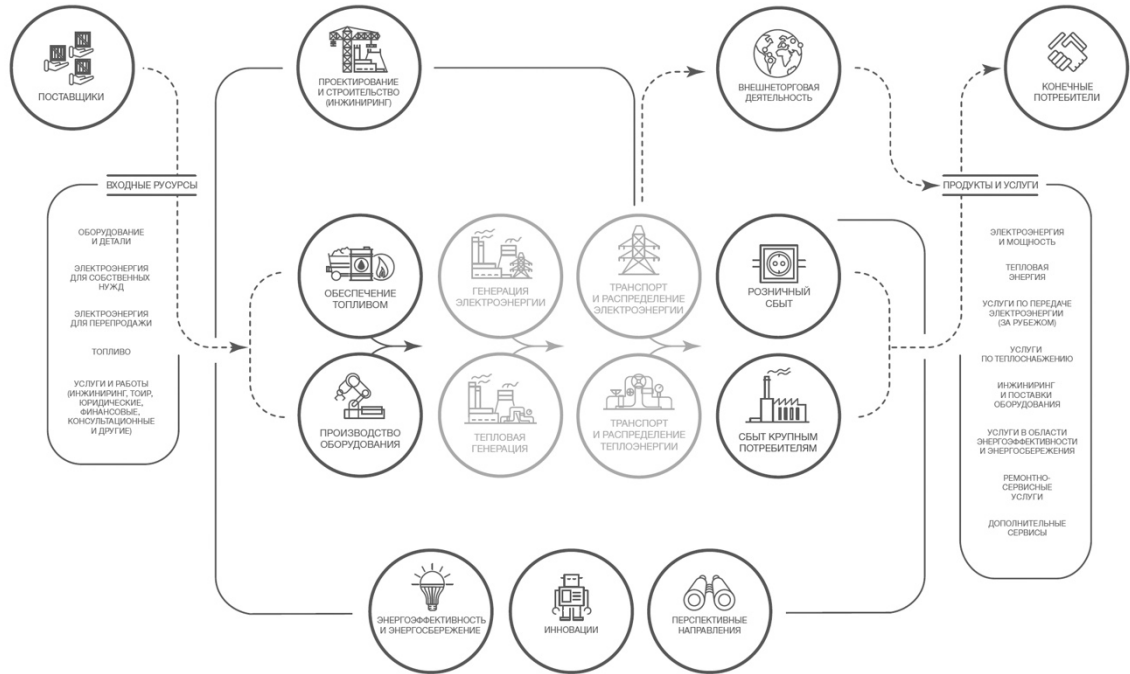 ПОСТАВЩИКИ
ПРОЕКТИРОВАНИЕ
И СТРОИТЕЛЬСТВО
(ИНЖИНИРИНГ)
ВНЕШНЕТОРГОВАЯ
ДЕЯТЕЛЬНОСТЬ
КОНЕЧНЫЕ
ПОТРЕБИТЕЛИ
ВХОДНЫЕ РУСУРСЫ
ОБОРУДОВАНИЕ
И ДЕТАЛИ
ЭЛЕКТРОЭНЕРГИЯ
ДЛЯ СОБСТВЕННЫХ
НУЖД
ЭЛЕКТРОЭНЕРГИЯ
ДЛЯ ПЕРЕПРОДАЖИ
ТОПЛИВО
УСЛУГИ И РАБОТЫ
(ИНЖИНИРИНГ, ТОИР,
ЮРИДИЧЕСКИЕ,
ФИНАНСОВЫЕ,
КОНСУЛЬТАЦИОННЫЕ
И ДРУГИЕ)
ОБЕСПЕЧЕНИЕ
ТОПЛИВОМ
ГЕНЕРАЦИЯ
ЭЛЕКТРОЭНЕРГИИ
ТРАНСПОРТ
И РАСПРЕДЕЛЕНИЕ
ЭЛЕКТРОЭНЕРГИИ
РОЗНИЧНЫЙ
СБЫТ
ПРОИЗВОДСТВО
ОБОРУДОВАНИЯ
ТЕПЛОВАЯ
ГЕНЕРАЦИЯ
ТРАНСПОРТ
И РАСПРЕДЕЛЕНИЕ
ТЕПЛОЭНЕРГИИ
СБЫТ КРУПНЫМ
ПОТРЕБИТЕЛЯМ
ПРОДУКТЫ И УСЛУГИ
ЭЛЕКТРОЭНЕРГИЯ
И МОЩНОСТЬ
ТЕПЛОВАЯ
ЭНЕРГИЯ
УСЛУГИ ПО ПЕРЕДАЧЕ
ЭЛЕКТРОЭНЕРГИИ
(ЗА РУБЕЖОМ)
УСЛУГИ
ПО ТЕПЛОСНАБЖЕНИЮ
ИНЖИНИРИНГ
И ПОСТАВКИ
ОБОРУДОВАНИЯ
УСЛУГИ В ОБЛАСТИ
ЭНЕРГОЭФФЕКТИВНОСТИ
И ЭНЕРГОСБЕРЕЖЕНИЯ
РЕМОНТНО-
СЕРВИСНЫЕ
УСЛУГИ
ДОПОЛНИТЕЛЬНЫЕ
СЕРВИСЫ
ЭНЕРГОЭФФЕКТИВНОСТЬ
И ЭНЕРГОСБЕРЕЖЕНИЕ
ИННОВАЦИИ
ПЕРСПЕКТИВНЫЕ
НАПРАВЛЕНИЯ